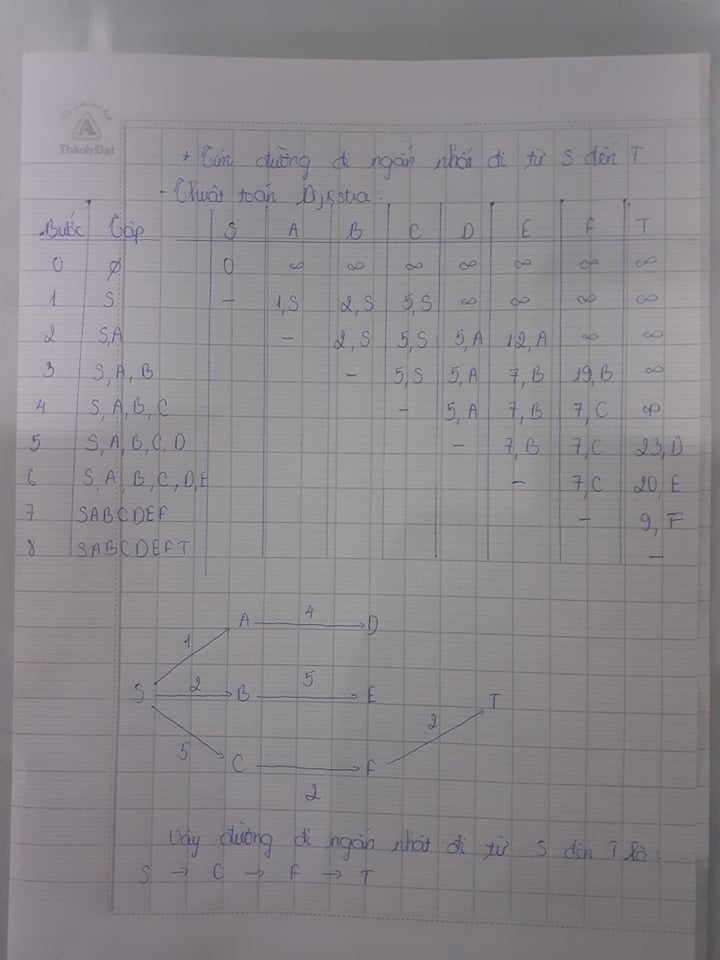 Thành Đạt
+ Tìm đường đi ngắn nhất đi từ S đến T
- Thuật toán Djkstra:
Bước Gộp S A B C D E F T
0 ∅ 0 ∞ ∞ ∞ ∞ ∞ ∞ ∞
1 S - 1,S 2,S 5,S ∞ ∞ ∞ ∞
2 S,A - 2,S 5,S 5,A 12,A ∞ ∞
3 S,A,B - 5,S 5,A 7,B 19,B ∞
4 S,A,B,C - 5,A 7,B 7,C ∞
5 S,A,B,C,D - 7,B 7,C 23,D
6 S,A,B,C,D,E - 7,C 20,E
7 SABCDEF - 9,F
8 SABCDEFT -
A 4 D
1
S 2 B 5 E T
2
5 C F
2
Vậy đường đi ngắn nhất đi từ S đến T là:
S → C → F → T